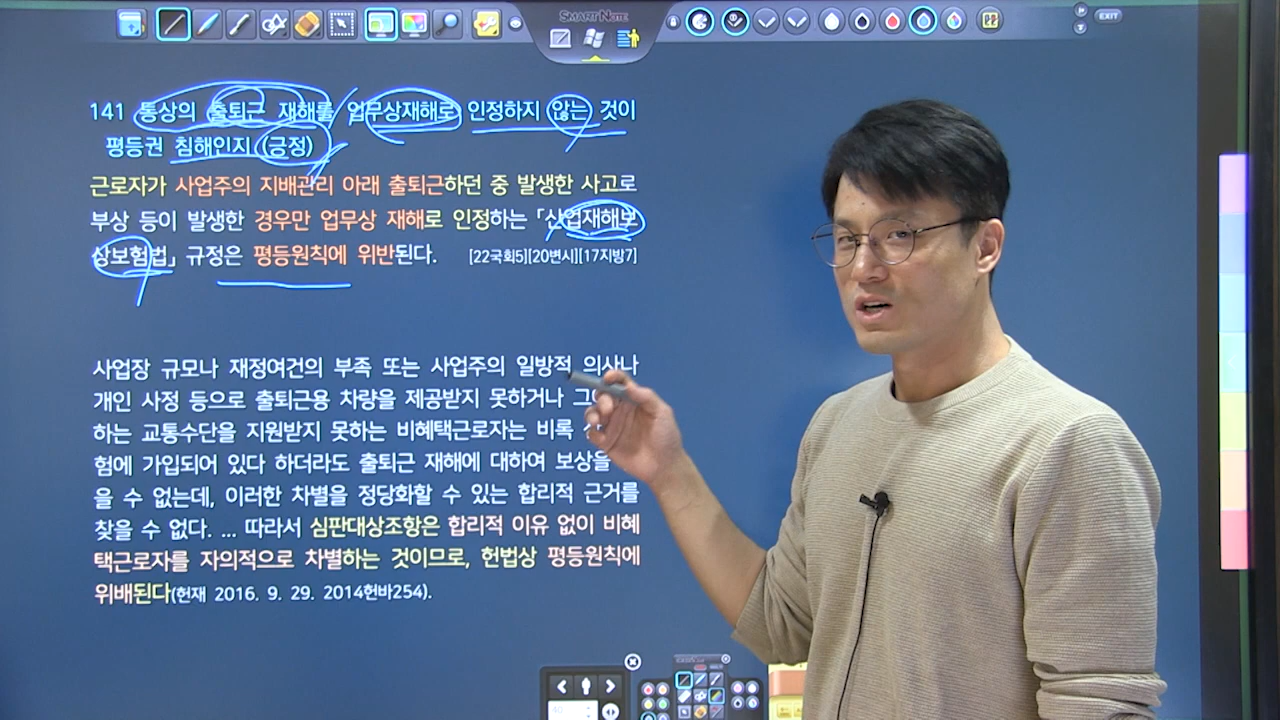 SMARTNOTE
EXIT
141 통상의 출퇴근 재해를 업무상재해로 인정하지 않는 것이
평등권 침해인지 (긍정)
근로자가 사업주의 지배관리 아래 출퇴근하던 중 발생한 사고로
부상 등이 발생한 경우만 업무상 재해로 인정하는 「산업재해보
상보험법」 규정은 평등원칙에 위반된다. [22국회5][20변시][17지방7]
사업장 규모나 재정여건의 부족 또는 사업주의 일방적 의사나
개인 사정 등으로 출퇴근용 차량을 제공받지 못하거나
하는 교통수단을 지원받지 못하는 비혜택근로자는 비록
험에 가입되어 있다 하더라도 출퇴근 재해에 대하여 보상을
을 수 없는데, 이러한 차별을 정당화할 수 있는 합리적 근거를
찾을 수 없다. ... 따라서 심판대상조항은 합리적 이유 없이 비혜
택근로자를 자의적으로 차별하는 것이므로, 헌법상 평등원칙에
위배된다(헌재 2016. 9. 29. 2014헌바254).